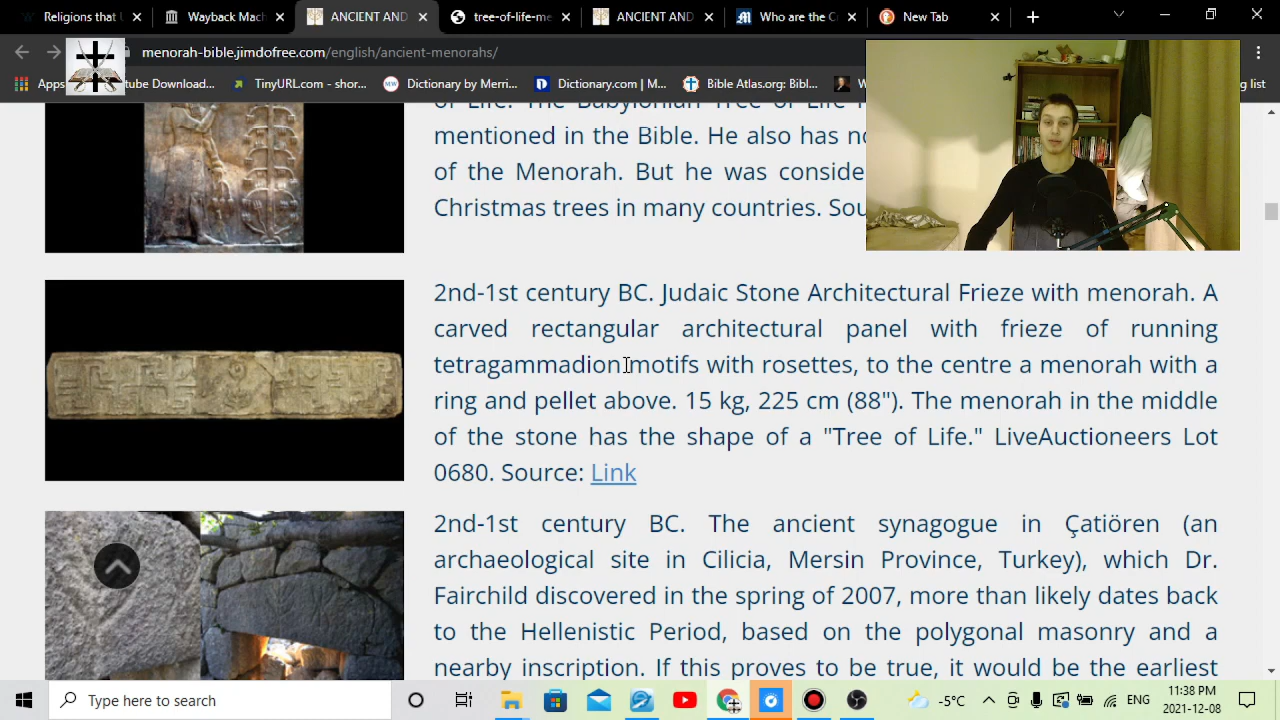 Religions that
Wayback Mach
ANCIENT AND
tree-of-life-me
ANCIENT AND
Who are the C
New Tab
menorah-bible.jimdofree.com/english/ancient-menorahs/
Apps
tube Download...
TinyURL.com - shor...
Dictionary by Merri...
Dictionary.com | M...
Bible Atlas.org: Bibl...
W
ng list
of Life. The Babylonian Tree of Life
mentioned in the Bible. He also has no
of the Menorah. But he was conside
Christmas trees in many countries. Sou
2nd-1st century BC. Judaic Stone Architectural Frieze with menorah. A
carved rectangular architectural panel with frieze of running
tetragammadion motifs with rosettes, to the centre a menorah with a
ring and pellet above. 15 kg, 225 cm (88"). The menorah in the middle
of the stone has the shape of a "Tree of Life." LiveAuctioneers Lot
0680. Source: Link
2nd-1st century BC. The ancient synagogue in Çatiören (an
archaeological site in Cilicia, Mersin Province, Turkey), which Dr.
Fairchild discovered in the spring of 2007, more than likely dates back
to the Hellenistic Period, based on the polygonal masonry and a
nearby inscription. If this proves to be true, it would be the earliest
Type here to search
-5°C
ENG
11:38 PM
2021-12-08